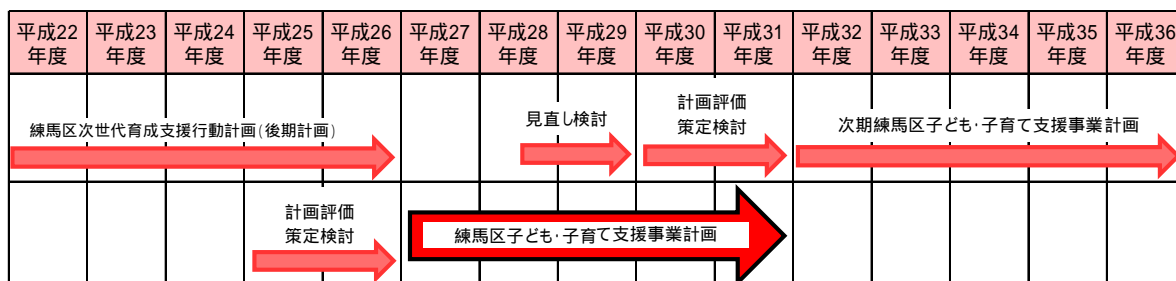 平成22
年度
平成23
年度
平成24
年度
平成25
年度
平成26
年度
平成27
年度
平成28
年度
平成29
年度
平成30
年度
平成31
年度
平成32
年度
平成33
年度
平成34
年度
平成35
年度
平成36
年度
練馬区次世代育成支援行動計画(後期計画)
見直し検討
計画評価
策定検討
次期練馬区子ども・子育て支援事業計画
計画評価
策定検討
練馬区子ども・子育て支援事業計画